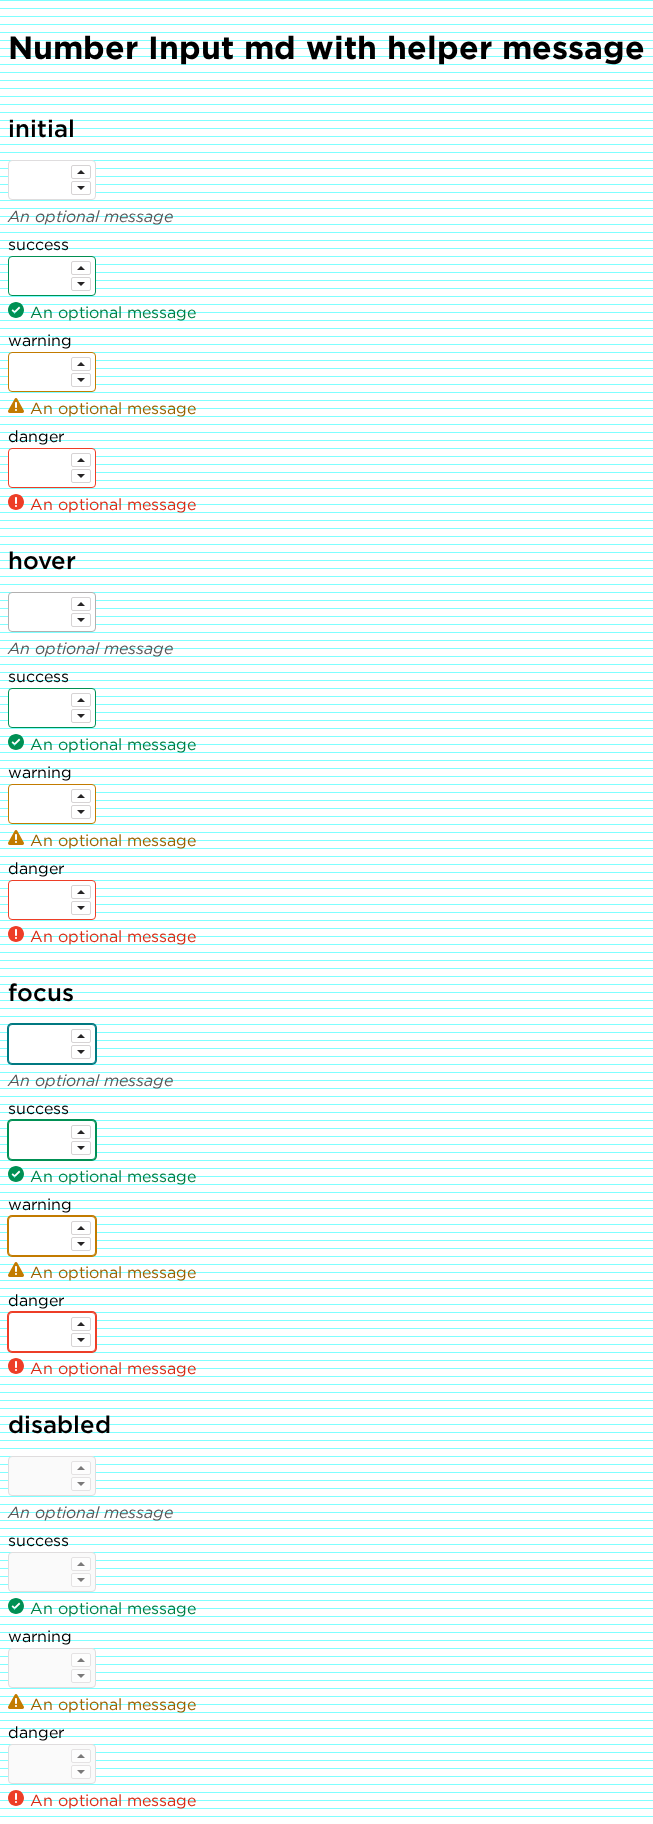 Number Input md with helper message
initial
An optional message
success
An optional message
warning
An optional message
danger
An optional message
hover
An optional message
success
An optional message
warning
An optional message
danger
An optional message
focus
An optional message
success
An optional message
warning
An optional message
danger
An optional message
disabled
An optional message
success
An optional message
warning
An optional message
danger
An optional message